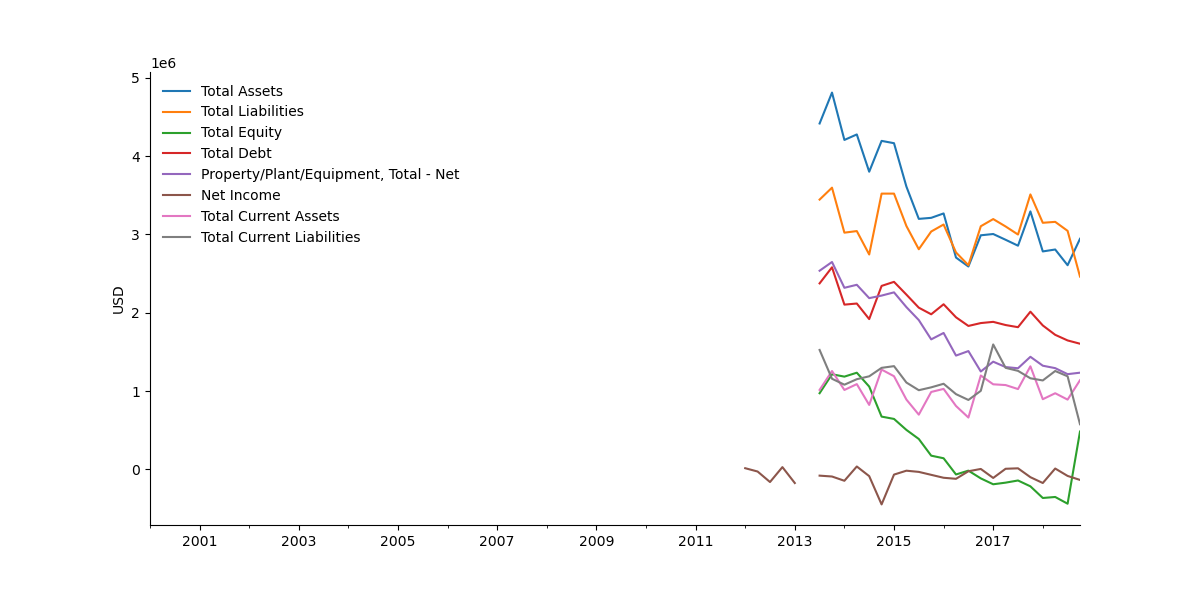 1e6
5
4
3
2
1
0
USD
Total Assets
Total Liabilities
Total Equity
Total Debt
Property/Plant/Equipment, Total - Net
Net Income
Total Current Assets
Total Current Liabilities
2001 2003 2005 2007 2009 2011 2013 2015 2017